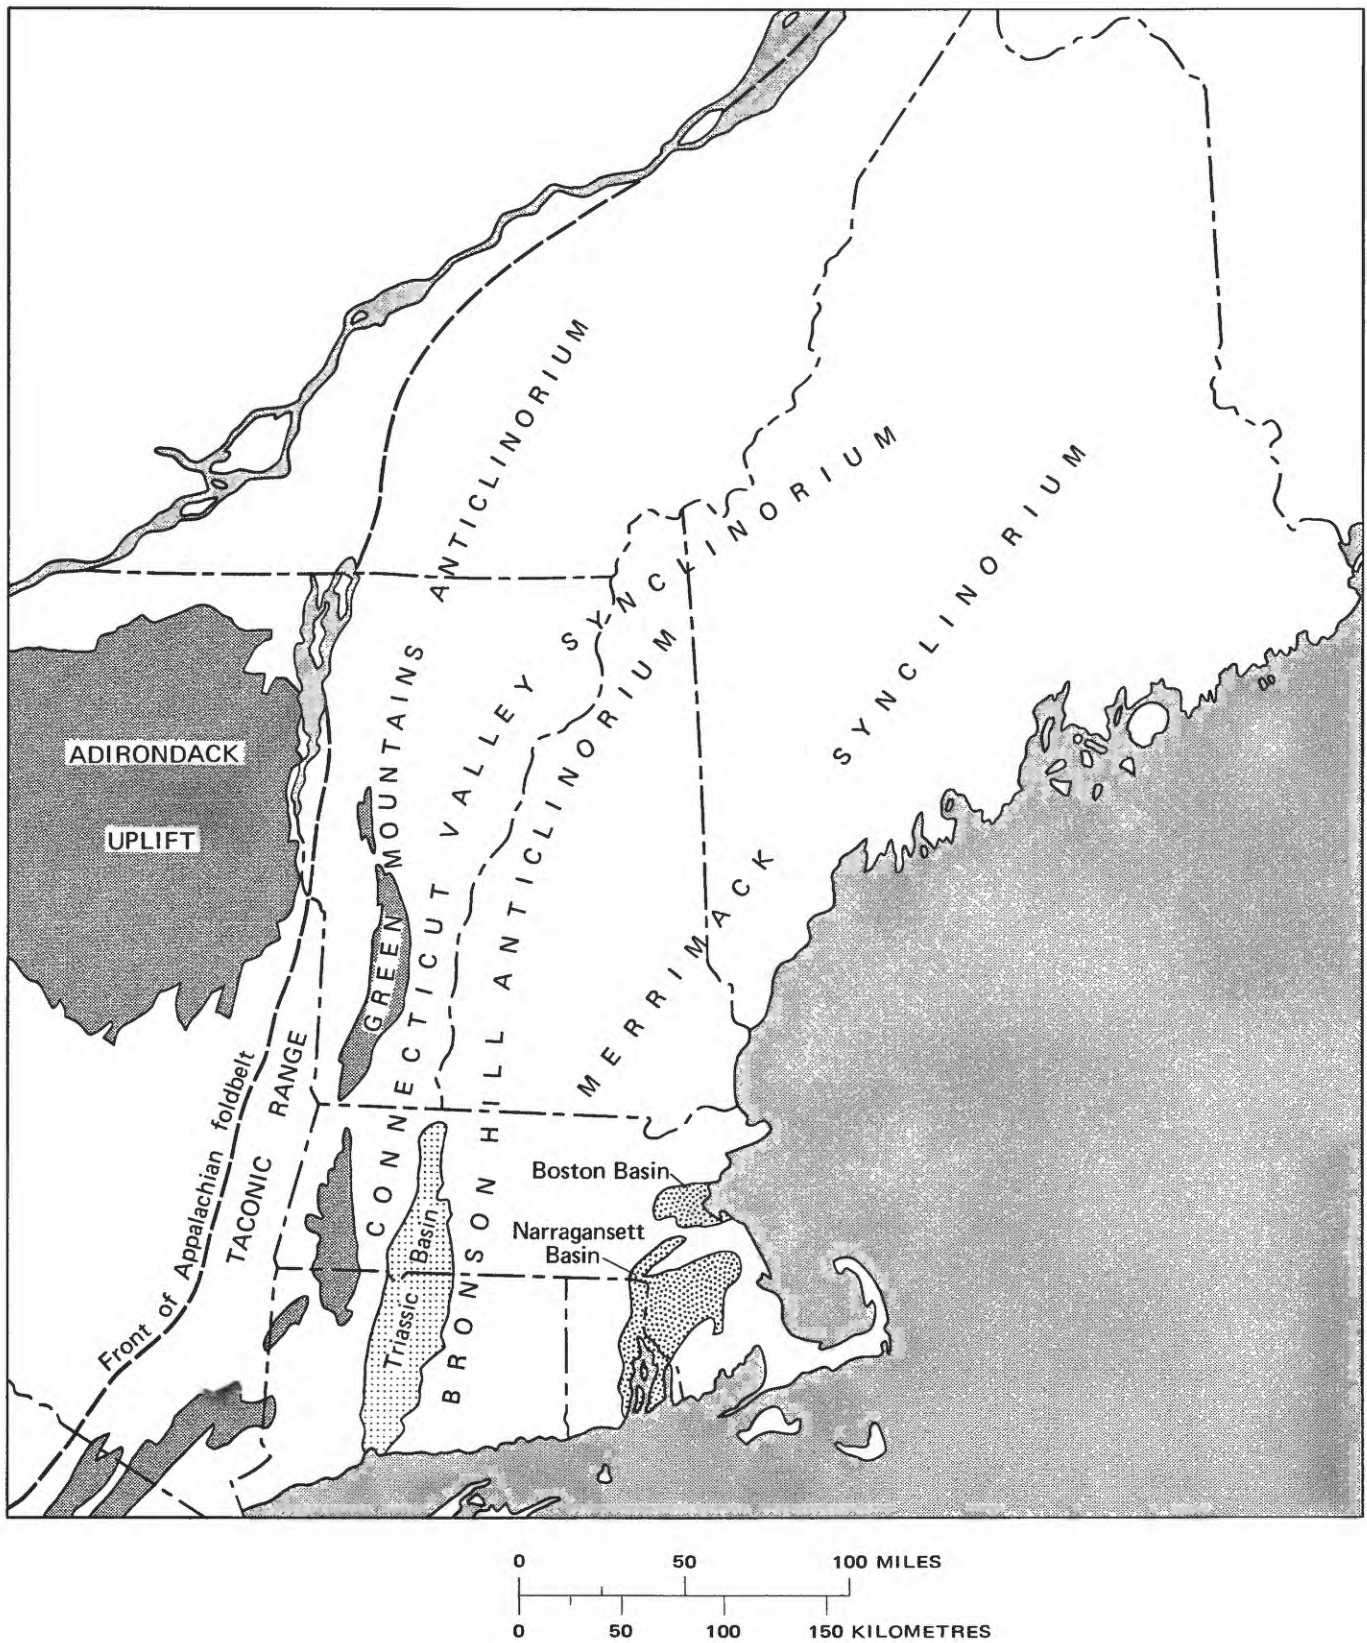 GREEN MOUNTAINS ANTICLINORIUM
CONNECTICUT VALLEY SYNCLINORIUM
BRONSON HILL ANTICLINORIUM
MERRIMACK SYNCLINORIUM
ADIRONDACK
UPLIFT
TACONIC RANGE
Front of Appalachian foldbelt
Boston Basin
Narragansett
Basin
Triassic Basin
0 50 100 MILES
0 50 100 150 KILOMETRES